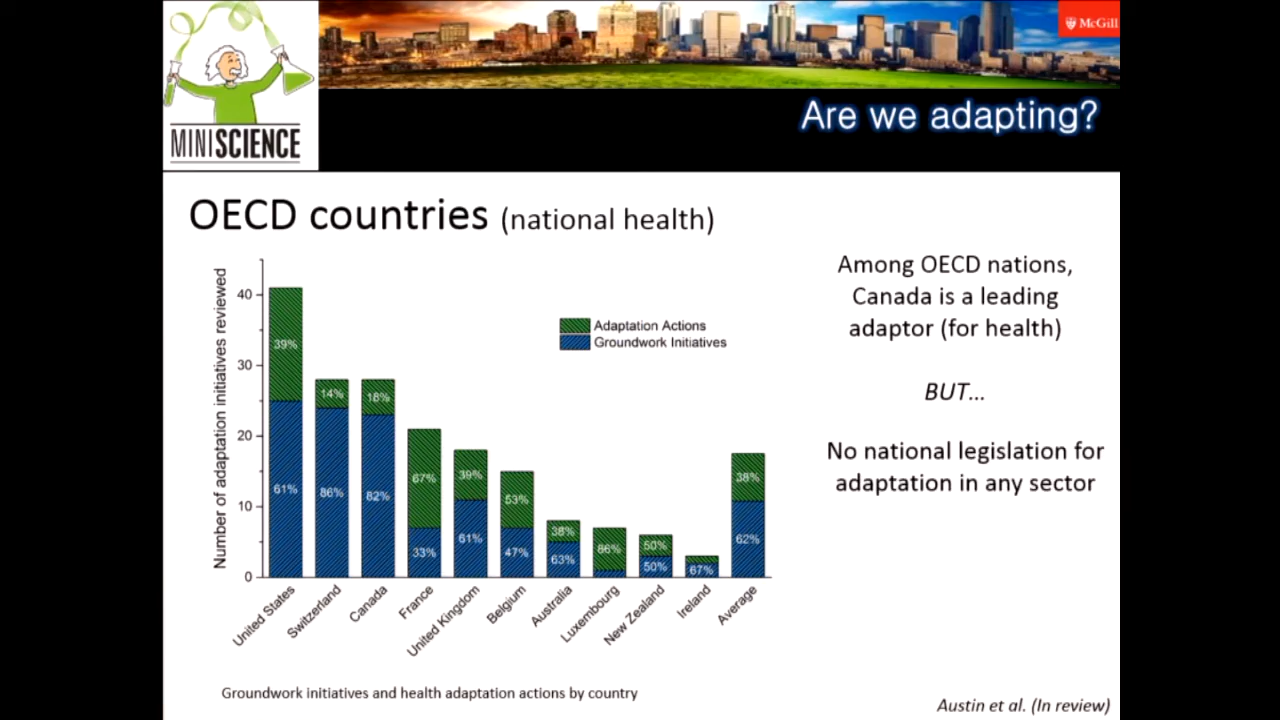 McGill
MINISCIENCE
Are we adapting?
OECD countries (national health)
Number of adaptation initiatives reviewed
40
30
20
10
0
Adaptation Actions
Groundwork Initiatives
39%
61%
14%
86%
18%
82%
67%
33%
39%
61%
53%
47%
38%
63%
86%
50%
50%
67%
38%
62%
United States
Switzerland
Canada
France
United Kingdom
Belgium
Australia
Luxembourg
New Zealand
Ireland
Average
Groundwork initiatives and health adaptation actions by country
Among OECD nations,
Canada is a leading
adaptor (for health)
BUT...
No national legislation for
adaptation in any sector
Austin et al. (In review)